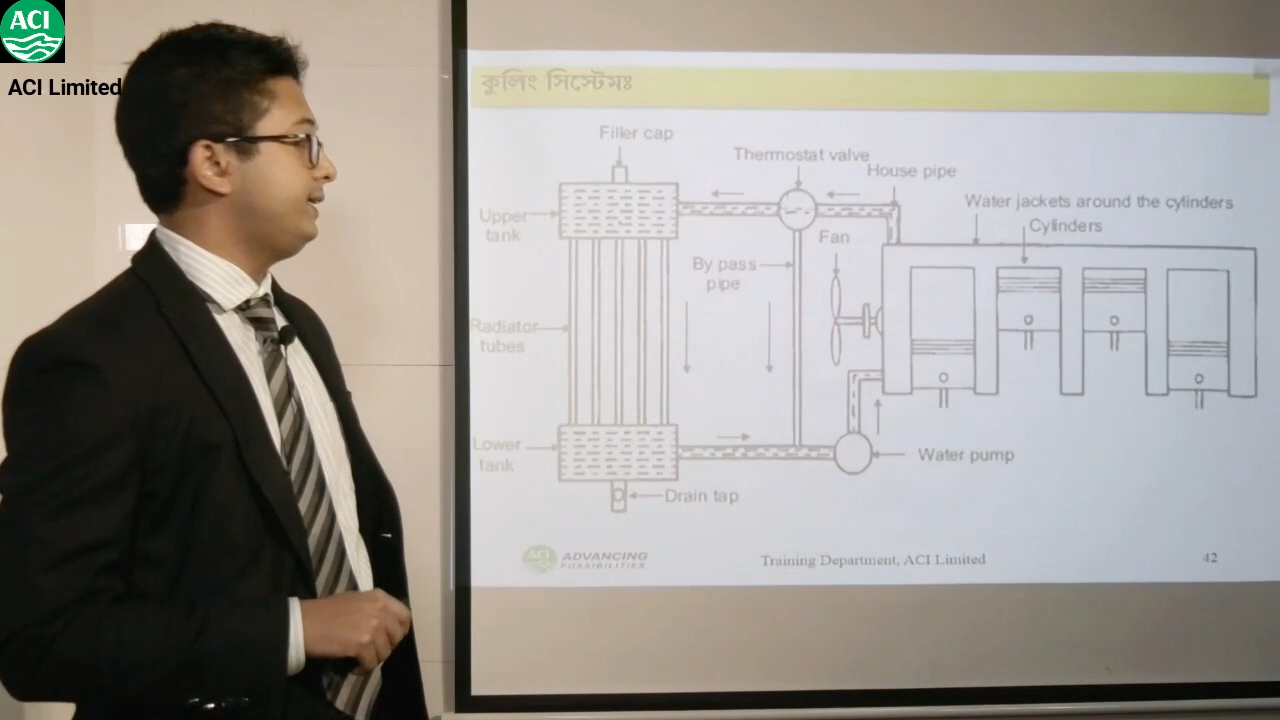 ACI
ACI Limited
কুলিং সিস্টেমঃ
Filler cap
Thermostat valve
House pipe
Water jackets around the cylinders
Cylinders
Upper
tank
Fan
By pass
pipe
Radiator
tubes
Lower
tank
Water pump
Drain tap
ACI
ADVANCING
POSSIBILITIES
Training Department, ACI Limited
42